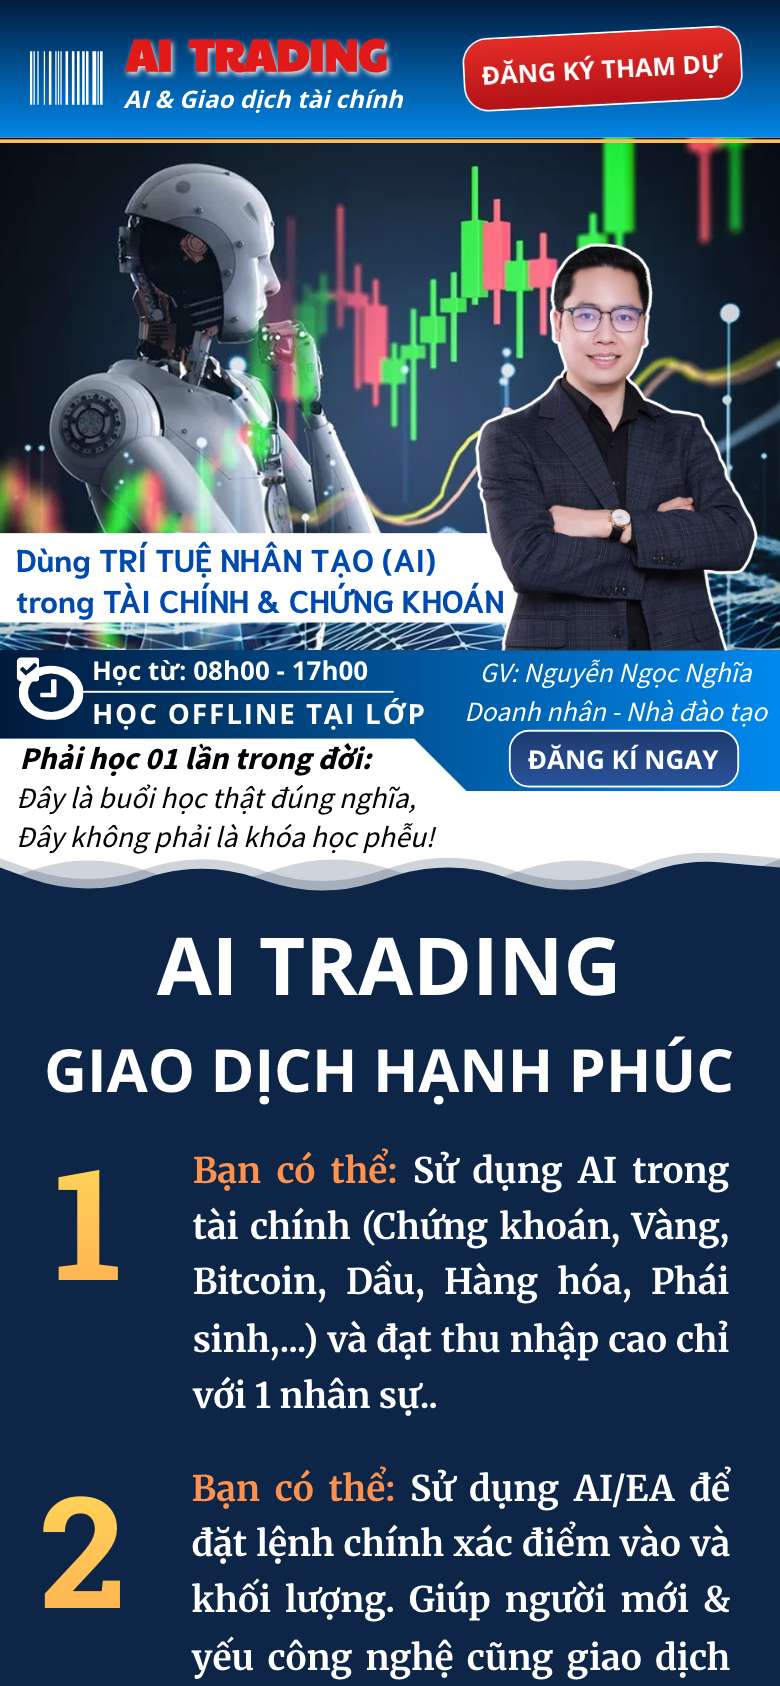 AI TRADING
AI & Giao dịch tài chính
ĐĂNG KÝ THAM DỰ
Dùng TRÍ TUỆ NHÂN TẠO (AI)
trong TÀI CHÍNH & CHỨNG KHOÁN
Học từ: 08h00 - 17h00
HỌC OFFLINE TẠI LỚP
GV: Nguyễn Ngọc Nghĩa
Doanh nhân - Nhà đào tạo
ĐĂNG KÍ NGAY
Phải học 01 lần trong đời:
Đây là buổi học thật đúng nghĩa,
Đây không phải là khóa học phễu!
AI TRADING
GIAO DỊCH HẠNH PHÚC
1
Bạn có thể: Sử dụng AI trong
tài chính (Chứng khoán, Vàng,
Bitcoin, Dầu, Hàng hóa, Phái
sinh,...) và đạt thu nhập cao chỉ
với 1 nhân sự..
2
Bạn có thể: Sử dụng AI/EA để
đặt lệnh chính xác điểm vào và
khối lượng. Giúp người mới &
yếu công nghệ cũng giao dịch